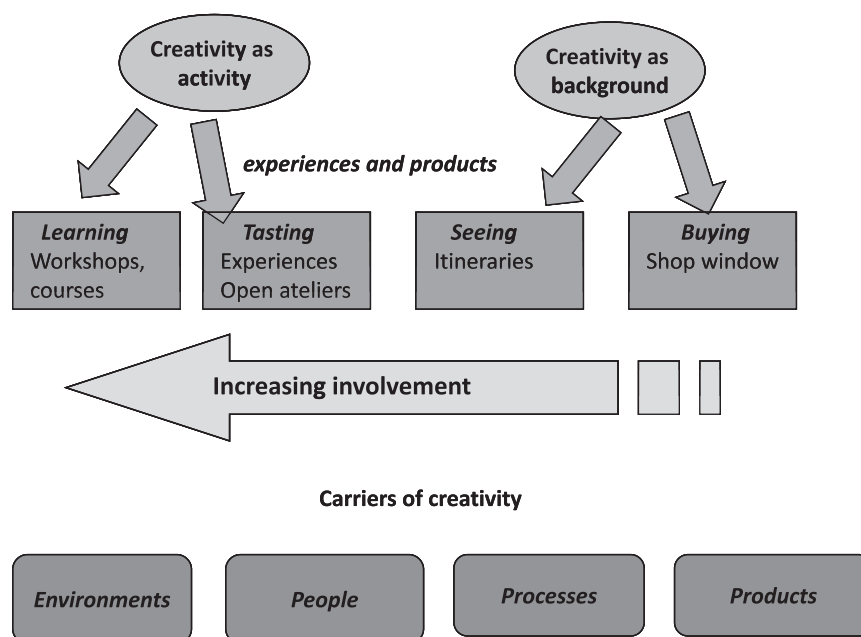 Creativity as
activity
Creativity as
background
experiences and products
Learning
Workshops,
courses
Tasting
Experiences
Open ateliers
Seeing
Itineraries
Buying
Shop window
Increasing involvement
Carriers of creativity
Environments
People
Processes
Products